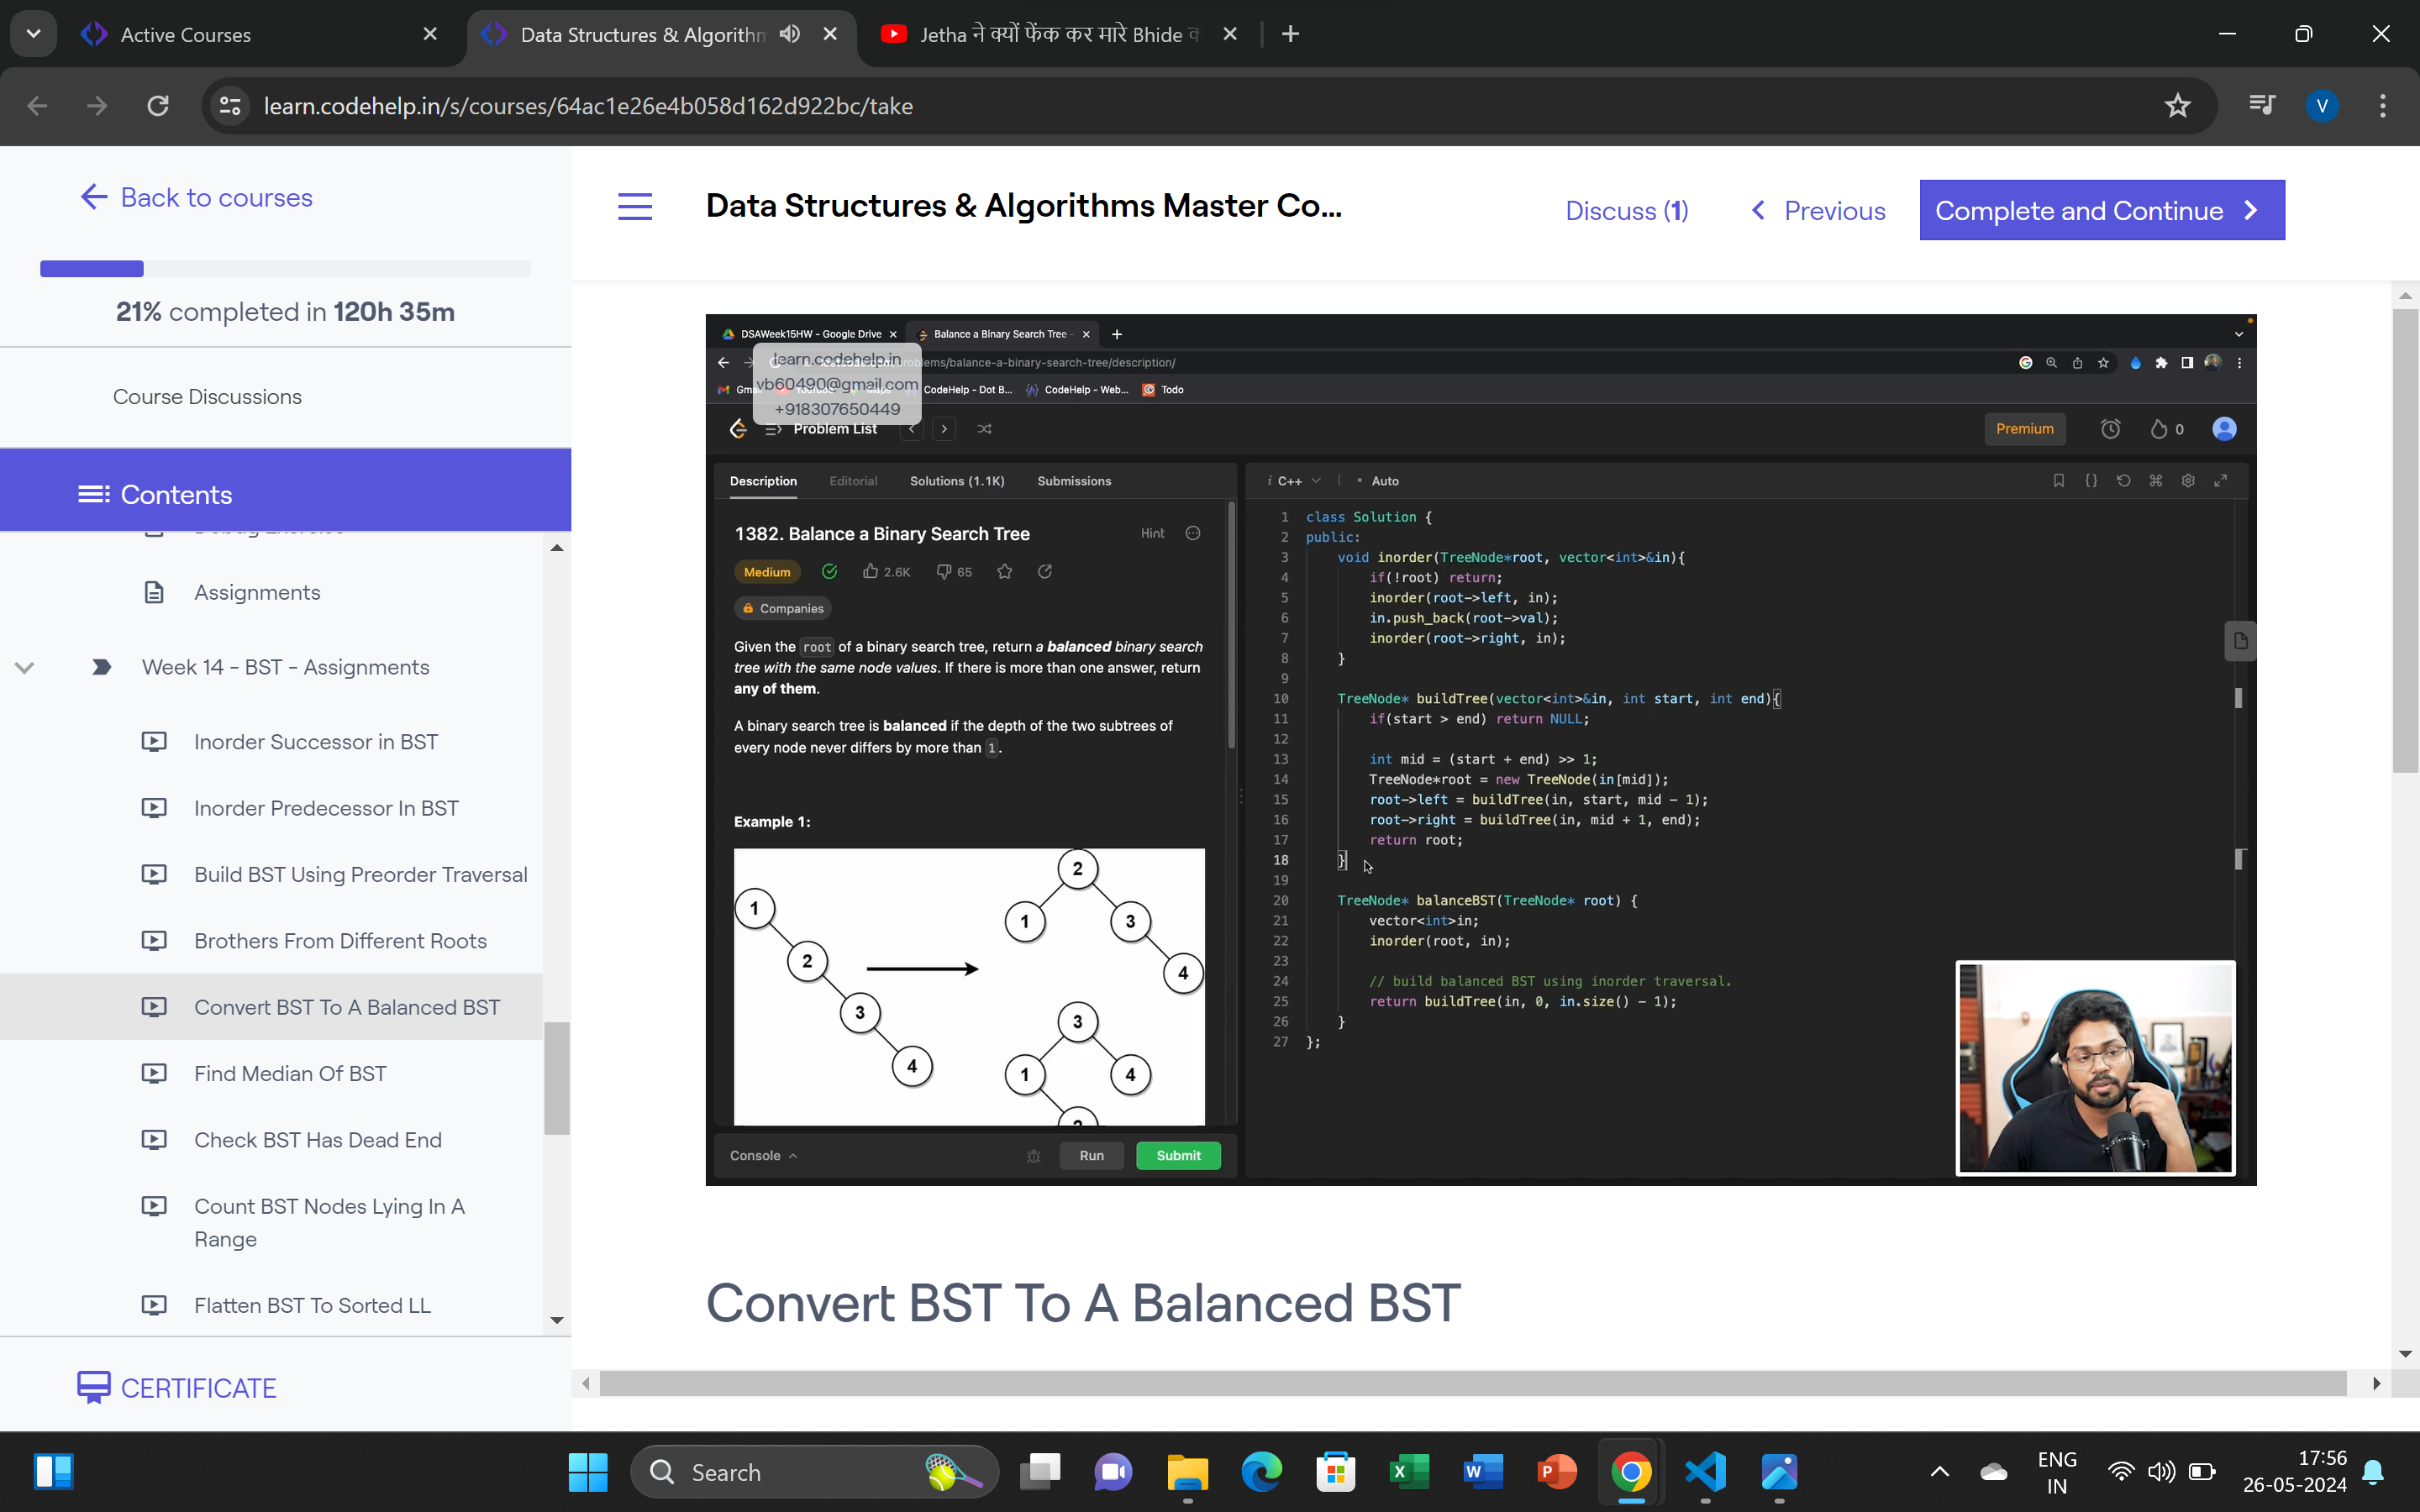 Active Courses
Data Structures & Algorithm
Jetha ने क्यों फेंक कर मारे Bhide क
learn.codehelp.in/s/courses/64ac1e26e4b058d162d922bc/take
V
Back to courses
21% completed in 120h 35m
Course Discussions
Contents
Assignments
Week 14 - BST - Assignments
Inorder Successor in BST
Inorder Predecessor In BST
Build BST Using Preorder Traversal
Brothers From Different Roots
Convert BST To A Balanced BST
Find Median Of BST
Check BST Has Dead End
Count BST Nodes Lying In A
Range
Flatten BST To Sorted LL
CERTIFICATE
Data Structures & Algorithms Master Co...
Discuss (1)
Previous
Complete and Continue
DSAWeek15HW - Google Drive
Balance a Binary Search Tree -
learn.codehelp.in
vb60490@gmail.com
+918307650449
/problems/balance-a-binary-search-tree/description/
CodeHelp - Dot B...
CodeHelp - Web...
Todo
Problem List
Premium
0
Description
Editorial
Solutions (1.1K)
Submissions
1382. Balance a Binary Search Tree
Hint
Medium
2.6K
65
Companies
Given the root of a binary search tree, return a balanced binary search
tree with the same node values. If there is more than one answer, return
any of them.
A binary search tree is balanced if the depth of the two subtrees of
every node never differs by more than 1.
Example 1:
1
2
3
4
2
1
3
4
3
1
4
2
Console
Run
Submit
i C++
Auto
1 class Solution {
2 public:
3 void inorder(TreeNode*root, vector<int>&in){
4 if(!root) return;
5 inorder(root->left, in);
6 in.push_back(root->val);
7 inorder(root->right, in);
8 }
9
10 TreeNode* buildTree(vector<int>&in, int start, int end){
11 if(start > end) return NULL;
12
13 int mid = (start + end) >> 1;
14 TreeNode*root = new TreeNode(in[mid]);
15 root->left = buildTree(in, start, mid - 1);
16 root->right = buildTree(in, mid + 1, end);
17 return root;
18 }
19
20 TreeNode* balanceBST(TreeNode* root) {
21 vector<int>in;
22 inorder(root, in);
23
24 // build balanced BST using inorder traversal.
25 return buildTree(in, 0, in.size() - 1);
26 }
27 };
Convert BST To A Balanced BST
Search
ENG
IN
17:56
26-05-2024